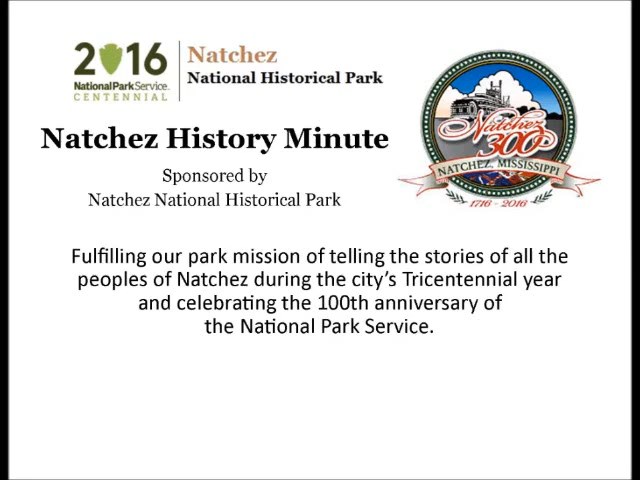 2016
National Park Service®
CENTENNIAL
Natchez
National Historical Park
Natchez History Minute
Sponsored by
Natchez National Historical Park
Natchez
300
NATCHEZ, MISSISSIPPI
1716 - 2016
Fulfilling our park mission of telling the stories of all the
peoples of Natchez during the city's Tricentennial year
and celebrating the 100th anniversary of
the National Park Service.